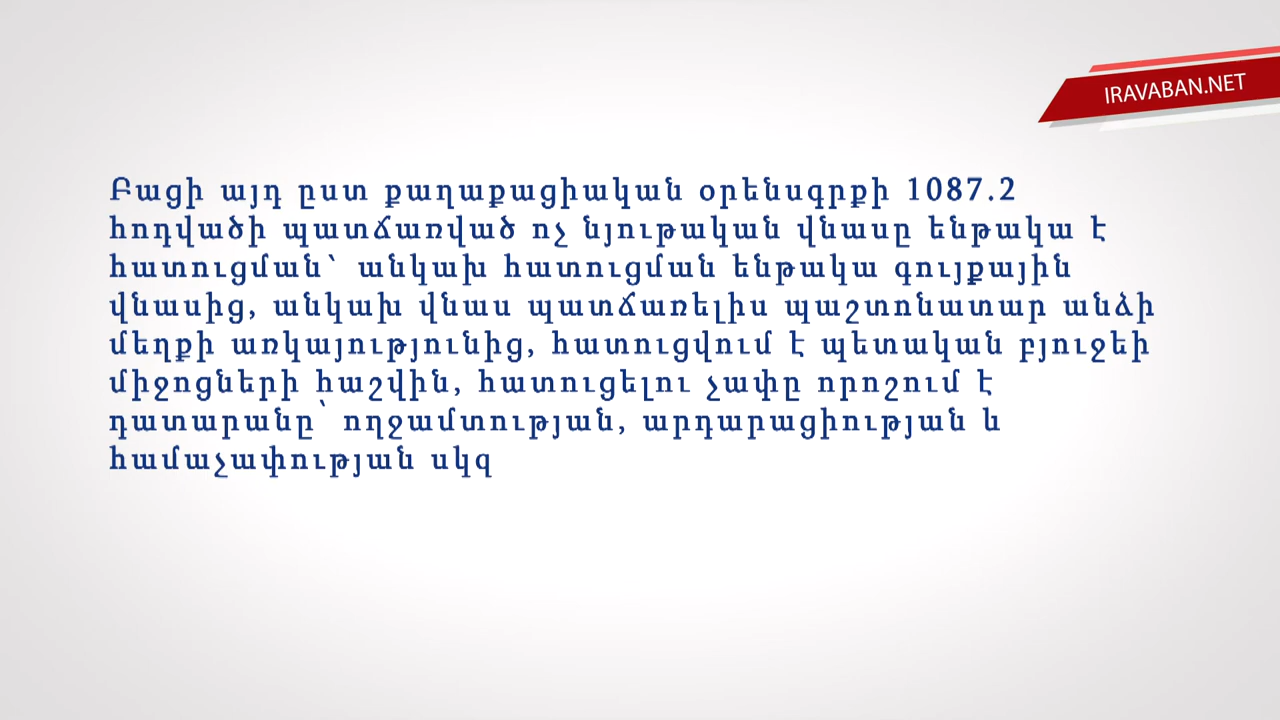 IRAVABAN.NET
Բացի այդ ըստ քաղաքացիական օրենսգրքի 1087.2
հոդվածի պատճառված ոչ նյութական վնասը ենթակա է
հատուցման՝ անկախ հատուցման ենթակա գույքային
վնասից, անկախ վնաս պատճառելիս պաշտոնատար անձի
մեղքի առկայությունից, հատուցվում է պետական բյուջեի
միջոցների հաշվին, հատուցելու չափը որոշում է
դատարանը՝ ողջամտության, արդարացիության և
համաչափության սկզ